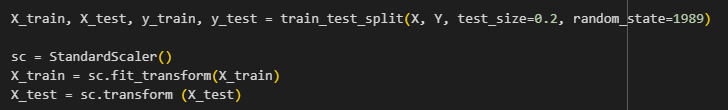 X_train, X_test, y_train, y_test = train_test_split(X, Y, test_size=0.2, random_state=1989)
sc = StandardScaler()
X_train = sc.fit_transform(X_train)
X_test = sc.transform (X_test)